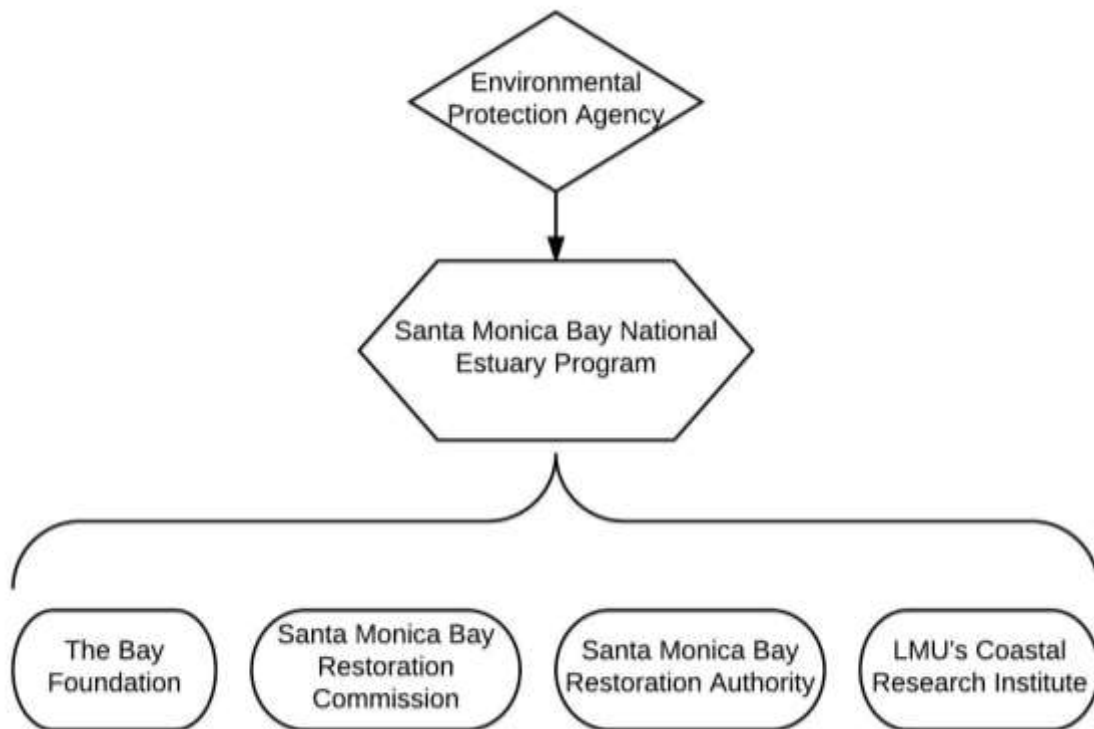 Environmental
Protection Agency
Santa Monica Bay National
Estuary Program
The Bay
Foundation
Santa Monica Bay
Restoration
Commission
Santa Monica Bay
Restoration Authority
LMU's Coastal
Research Institute